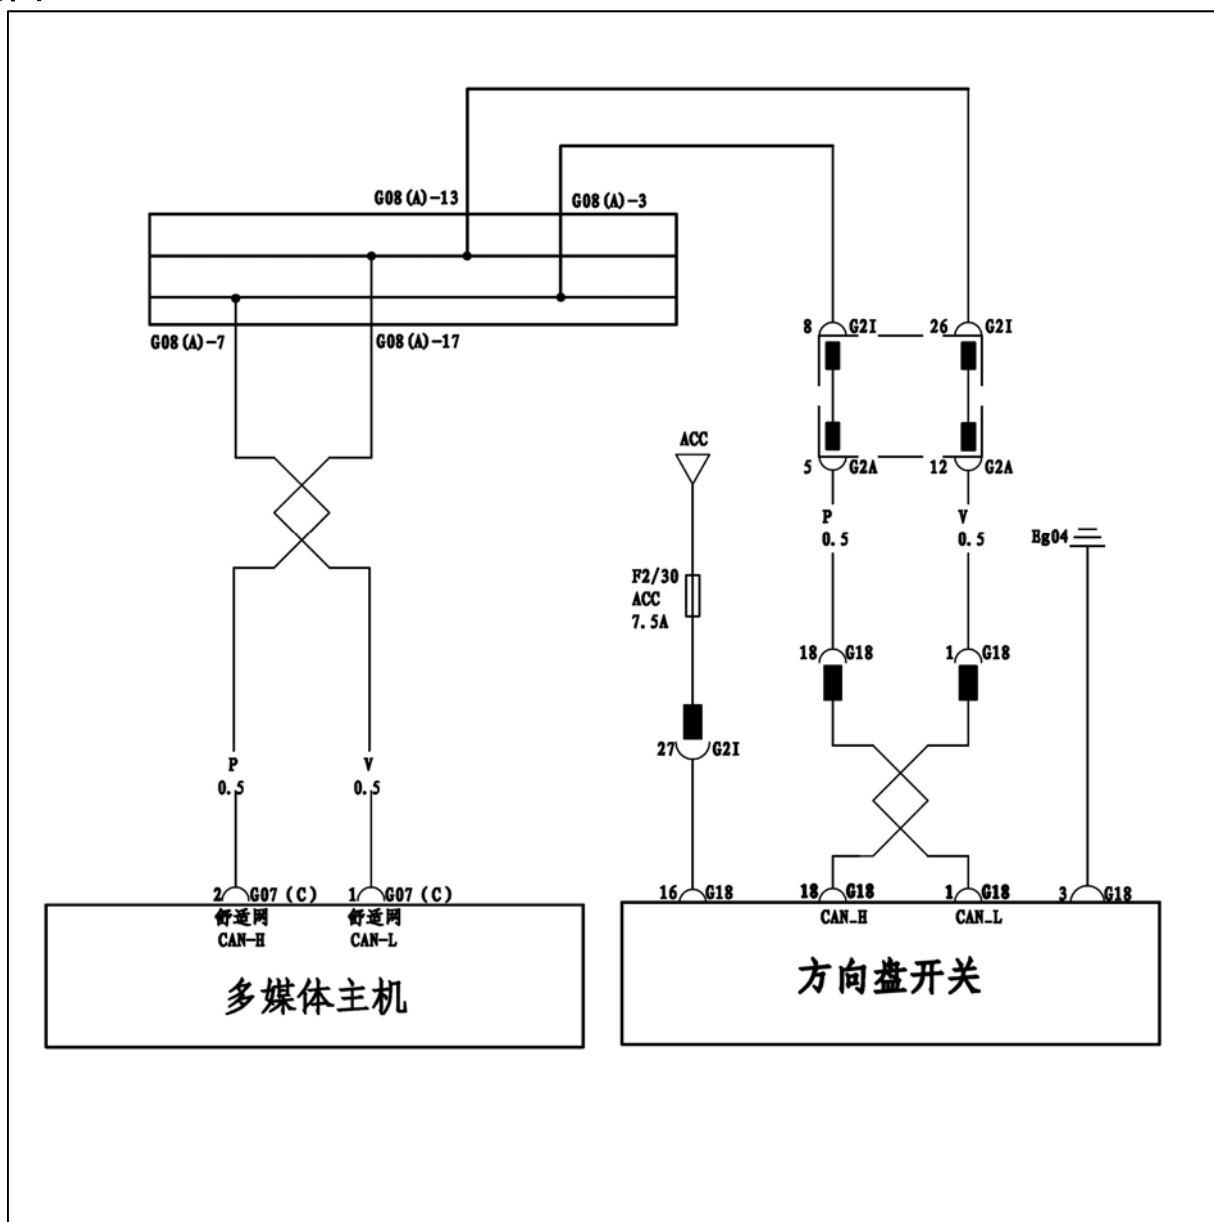 G08(A)-13
G08(A)-3
G08(A)-7
G08(A)-17
8 G2I
26 G2I
5 G2A
12 G2A
ACC
P
0.5
V
0.5
Eg04
F2/30
ACC
7.5A
18 G18
1 G18
27 G2I
P
0.5
V
0.5
2 G07(C)
1 G07(C)
舒适网
CAN-H
舒适网
CAN-L
多媒体主机
16 G18
18 G18
1 G18
3 G18
CAN_H
CAN_L
方向盘开关